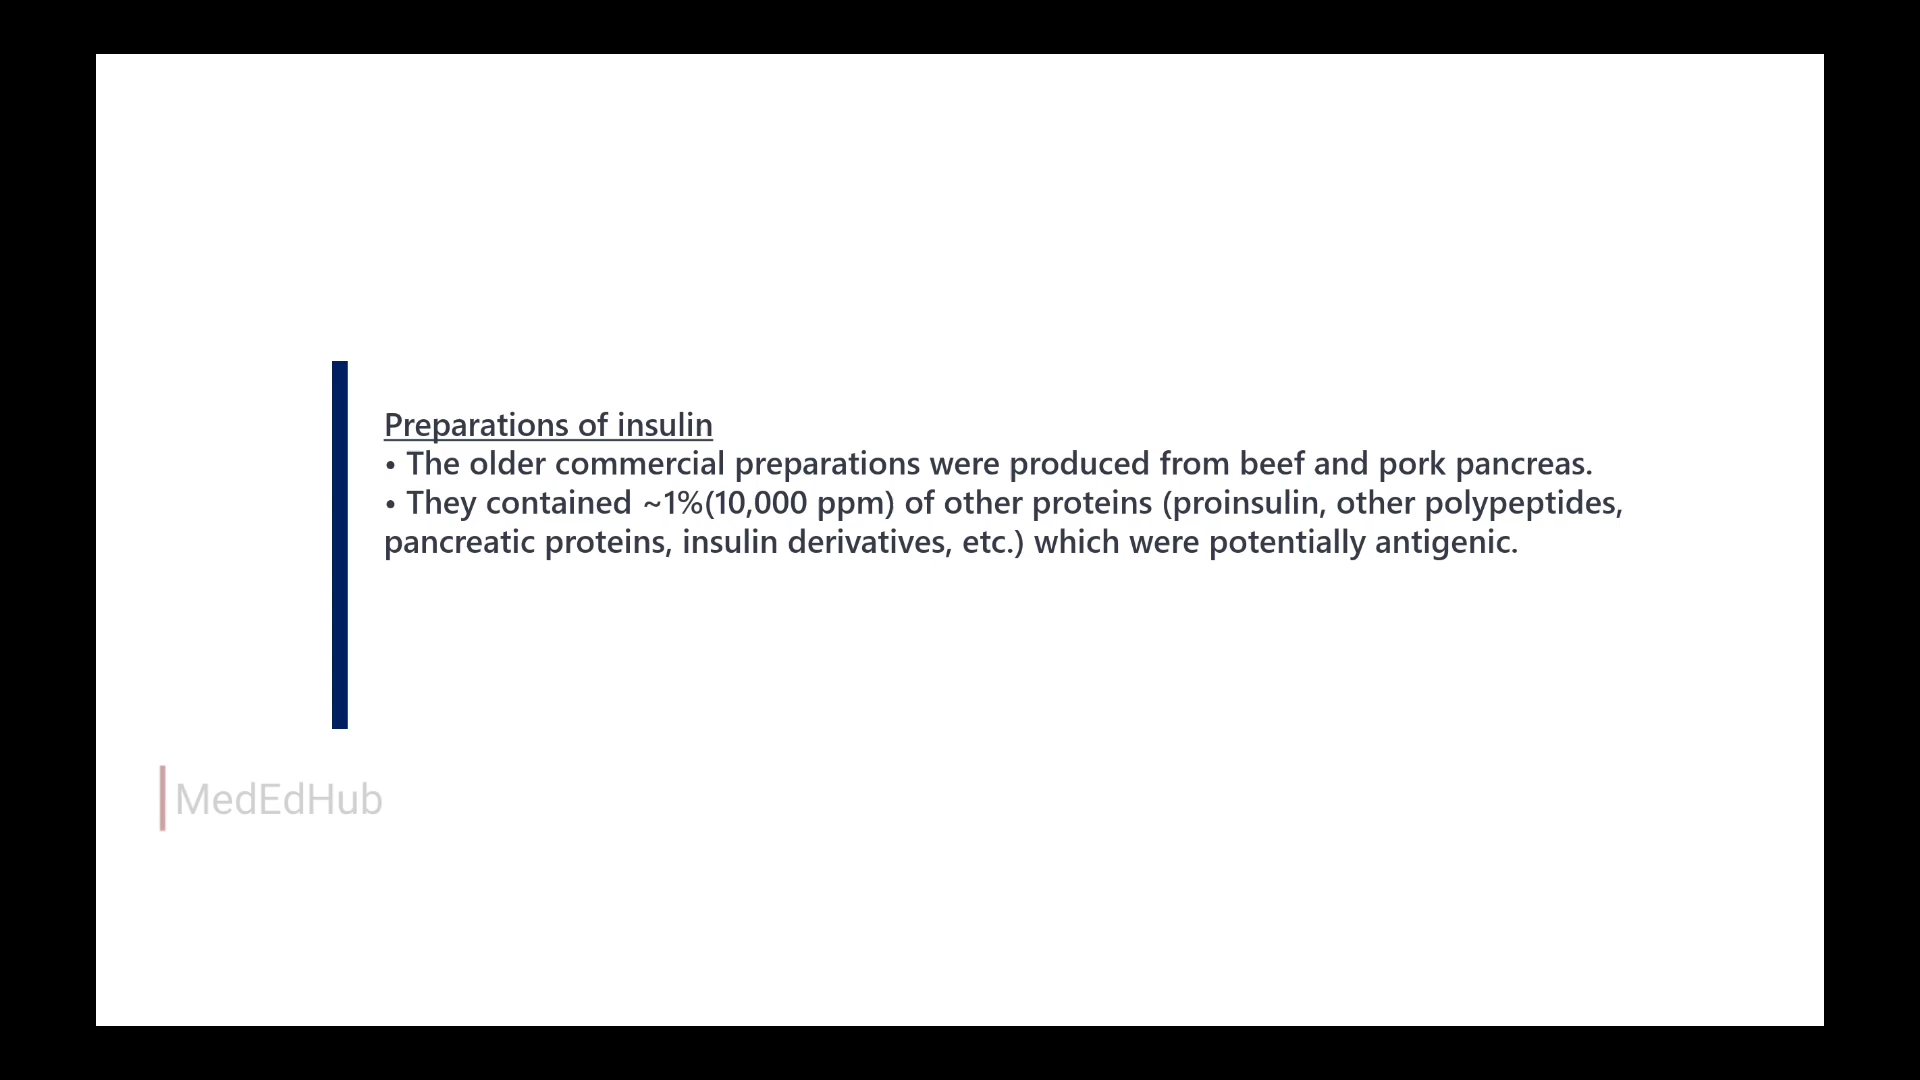 Preparations of insulin
• The older commercial preparations were produced from beef and pork pancreas.
• They contained ~1%(10,000 ppm) of other proteins (proinsulin, other polypeptides,
pancreatic proteins, insulin derivatives, etc.) which were potentially antigenic.
MedEdHub